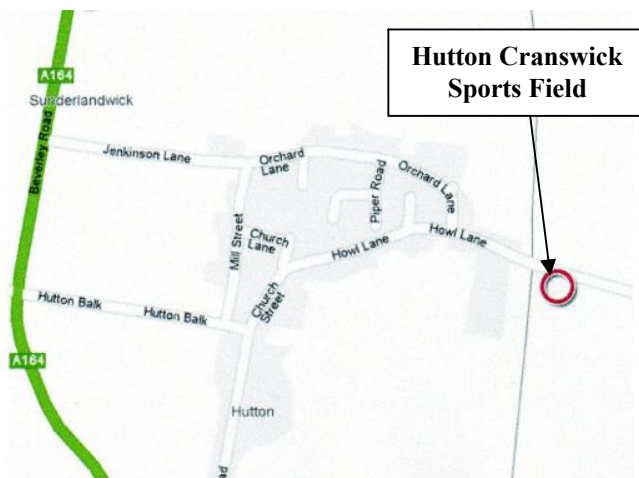 Hutton Cranswick
Sports Field
A164
Sunderlandwick
Beverley Road
Jenkinson Lane
Orchard
Lane
Piper Road
Orchard Lane
Mill Street
Church
Lane
Howl Lane
Howl Lane
Church
Street
Hutton Balk
Hutton Balk
A164
Hutton
ad